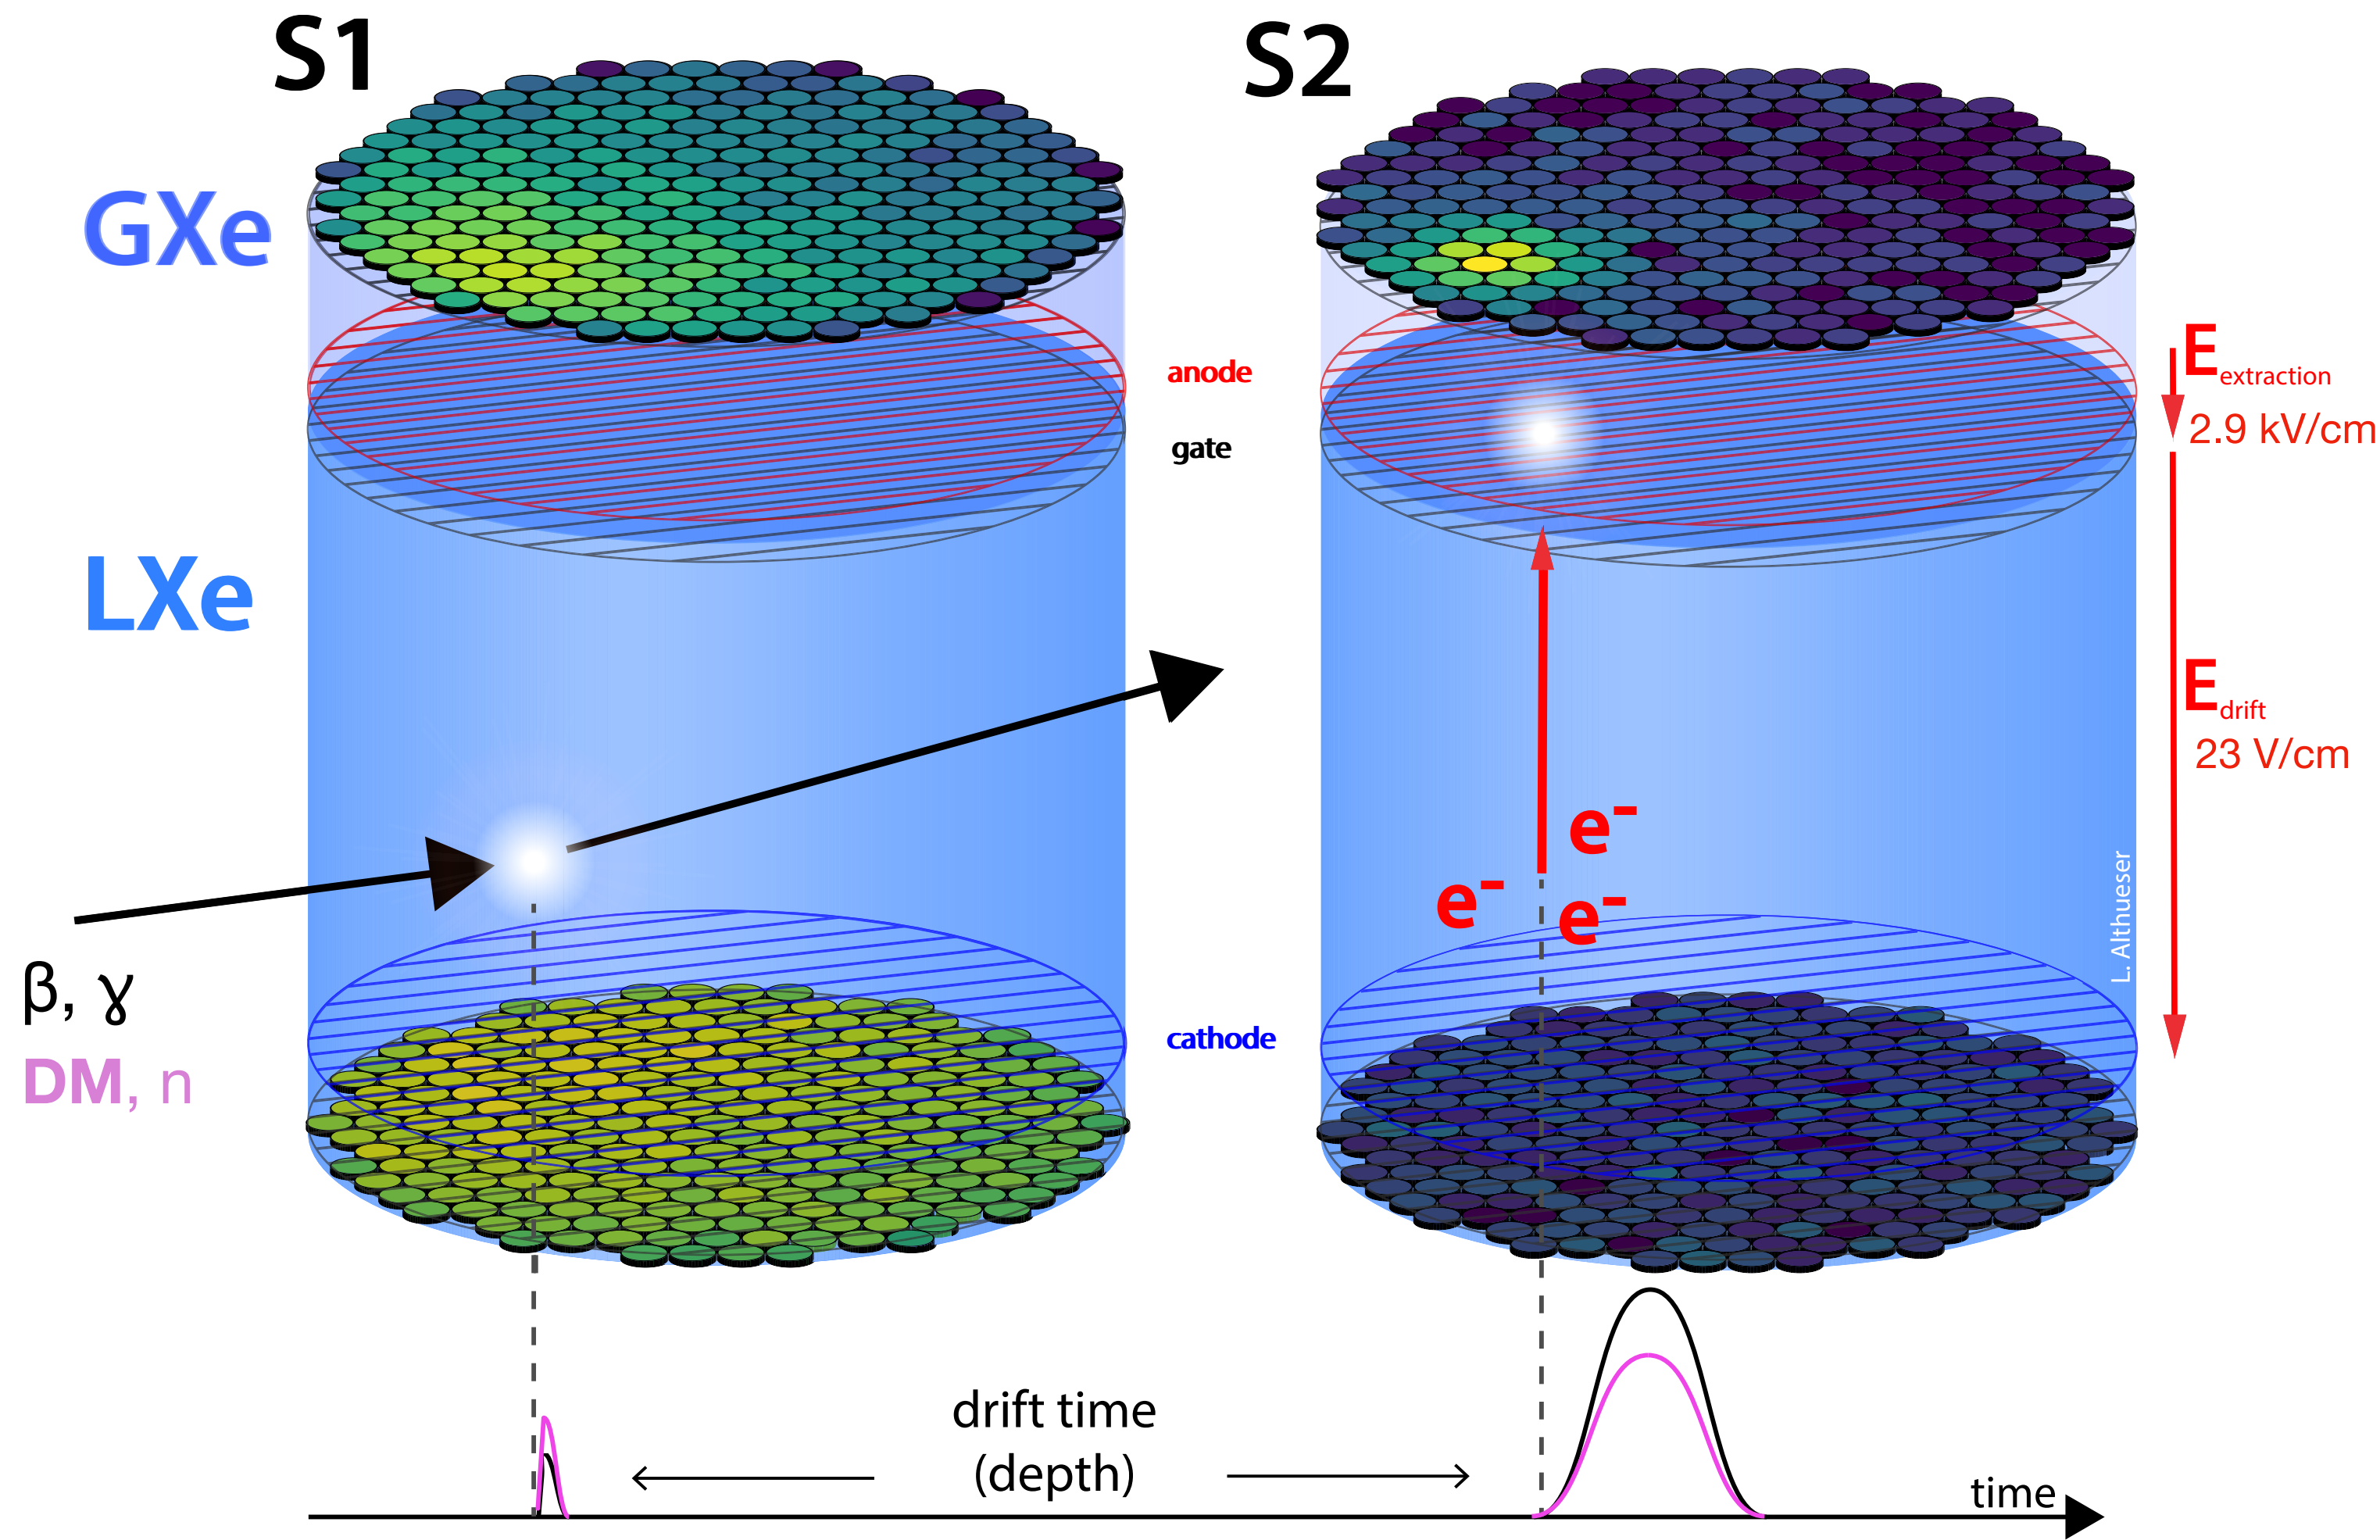 S1
S2
GXe
anode
gate
E extraction
2.9 kV/cm
LXe
E drift
23 V/cm
e⁻
e⁻
e⁻
L. Althueser
β, ɣ
DM, n
cathode
drift time
(depth)
time